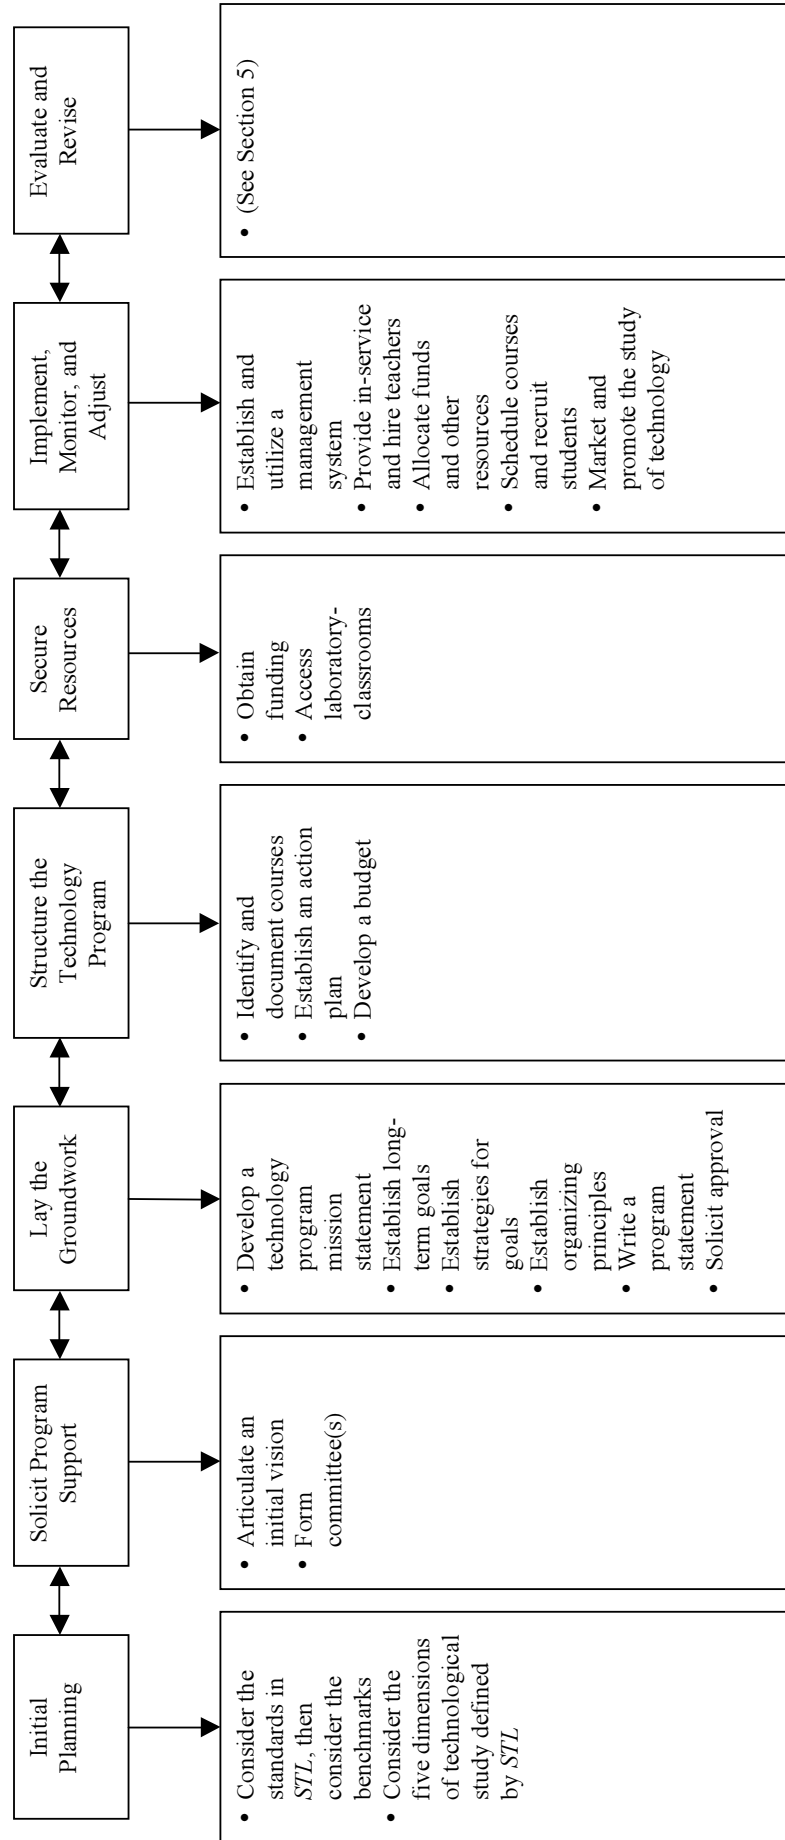 Initial
Planning
Solicit Program
Support
Lay the
Groundwork
Structure the
Technology
Program
Secure
Resources
Implement,
Monitor, and
Adjust
Evaluate and
Revise
• Consider the
standards in
STL, then
consider the
benchmarks
• Consider the
five dimensions
of technological
study defined
by STL
• Articulate an
initial vision
• Form
committee(s)
• Develop a
technology
program
mission
statement
• Establish long-
term goals
• Establish
strategies for
goals
• Establish
organizing
principles
• Write a
program
statement
• Solicit approval
• Identify and
document courses
• Establish an action
plan
• Develop a budget
• Obtain
funding
• Access
laboratory-
classrooms
• Establish and
utilize a
management
system
• Provide in-service
and hire teachers
• Allocate funds
and other
resources
• Schedule courses
and recruit
students
• Market and
promote the study
of technology
• (See Section 5)